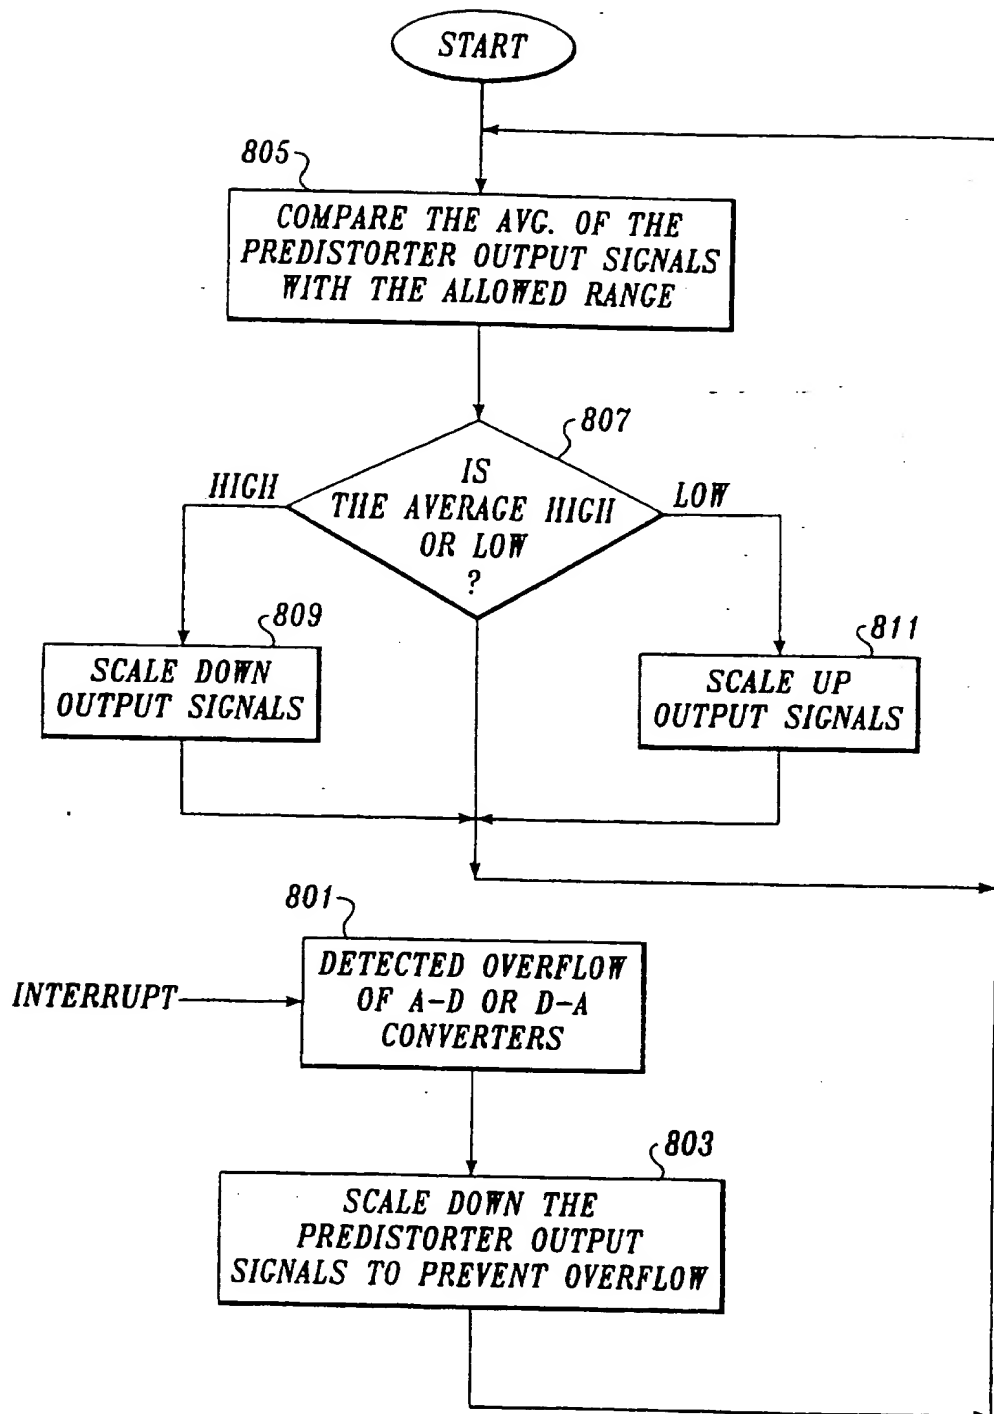 START
805
COMPARE THE AVG. OF THE
PREDISTORTER OUTPUT SIGNALS
WITH THE ALLOWED RANGE
807
IS
THE AVERAGE HIGH
OR LOW
?
HIGH
LOW
809
SCALE DOWN
OUTPUT SIGNALS
811
SCALE UP
OUTPUT SIGNALS
801
DETECTED OVERFLOW
OF A-D OR D-A
CONVERTERS
INTERRUPT
803
SCALE DOWN THE
PREDISTORTER OUTPUT
SIGNALS TO PREVENT OVERFLOW